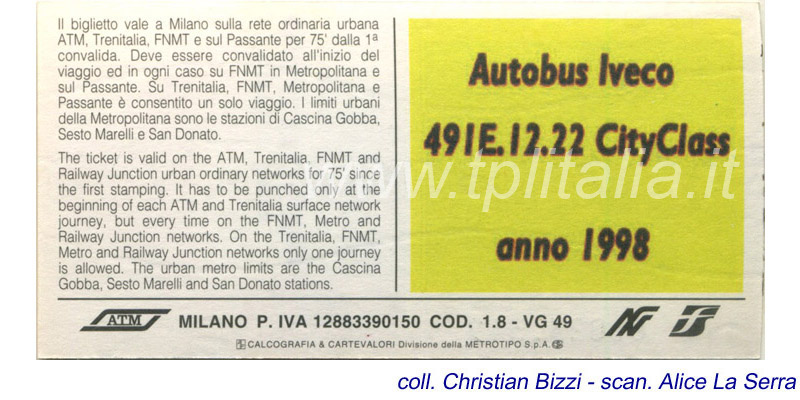 Il biglietto vale a Milano sulla rete ordinaria urbana
ATM, Trenitalia, FNMT e sul Passante per 75' dalla 1ª
convalida. Deve essere convalidato all'inizio del
viaggio ed in ogni caso su FNMT in Metropolitana e
sul Passante. Su Trenitalia, FNMT, Metropolitana e
Passante è consentito un solo viaggio. I limiti urbani
della Metropolitana sono le stazioni di Cascina Gobba,
Sesto Marelli e San Donato.
The ticket is valid on the ATM, Trenitalia, FNMT and
Railway Junction urban ordinary networks for 75' since
the first stamping. It has to be punched only at the
beginning of each ATM and Trenitalia surface network
journey, but every time on the FNMT, Metro and
Railway Junction networks. On the Trenitalia, FNMT,
Metro and Railway Junction networks only one journey
is allowed. The urban metro limits are the Cascina
Gobba, Sesto Marelli and San Donato stations.
Autobus Iveco
491E.12.22 CityClass
anno 1998
www.tplitalia.it
ATM MILANO P. IVA 12883390150 COD. 1.8 - VG 49
CALCOGRAFIA & CARTEVALORI Divisione della METROTIPO S.p.A.
coll. Christian Bizzi - scan. Alice La Serra